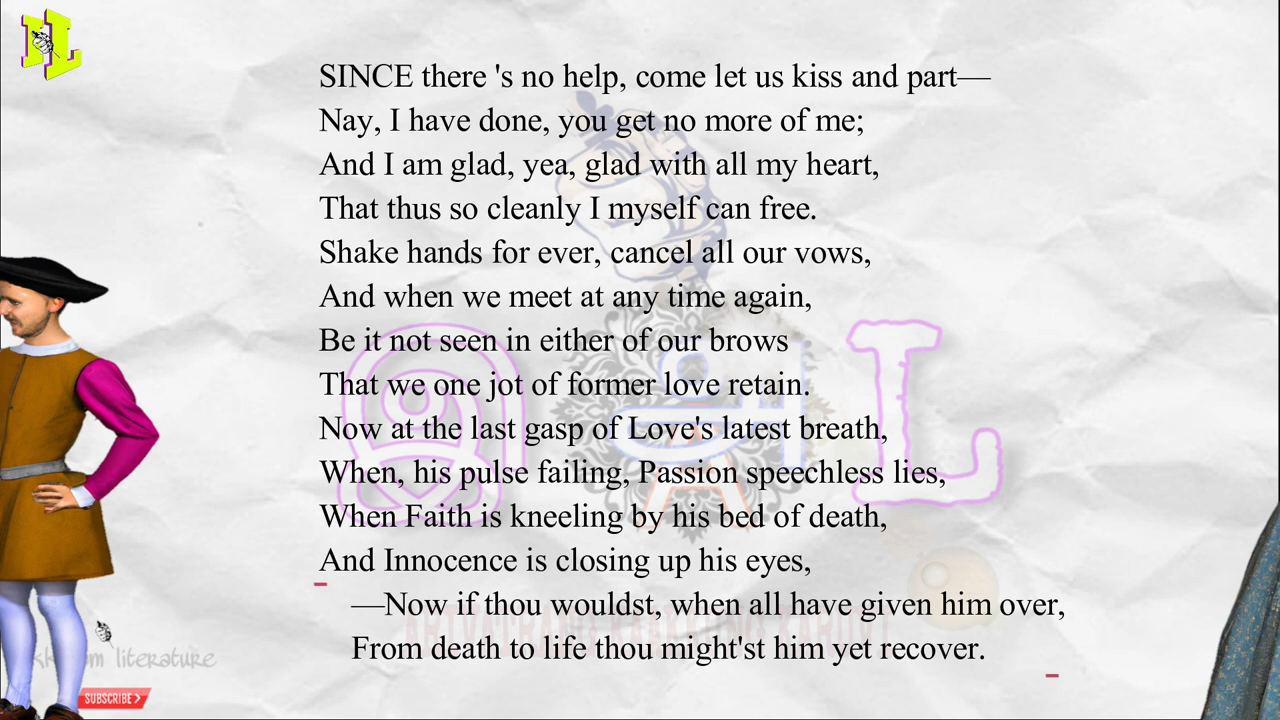 SINCE there 's no help, come let us kiss and part—
Nay, I have done, you get no more of me;
And I am glad, yea, glad with all my heart,
That thus so cleanly I myself can free.
Shake hands for ever, cancel all our vows,
And when we meet at any time again,
Be it not seen in either of our brows
That we one jot of former love retain.
Now at the last gasp of Love's latest breath,
When, his pulse failing, Passion speechless lies,
When Faith is kneeling by his bed of death,
And Innocence is closing up his eyes,
—Now if thou wouldst, when all have given him over,
From death to life thou might'st him yet recover.
literature
SUBSCRIBE >